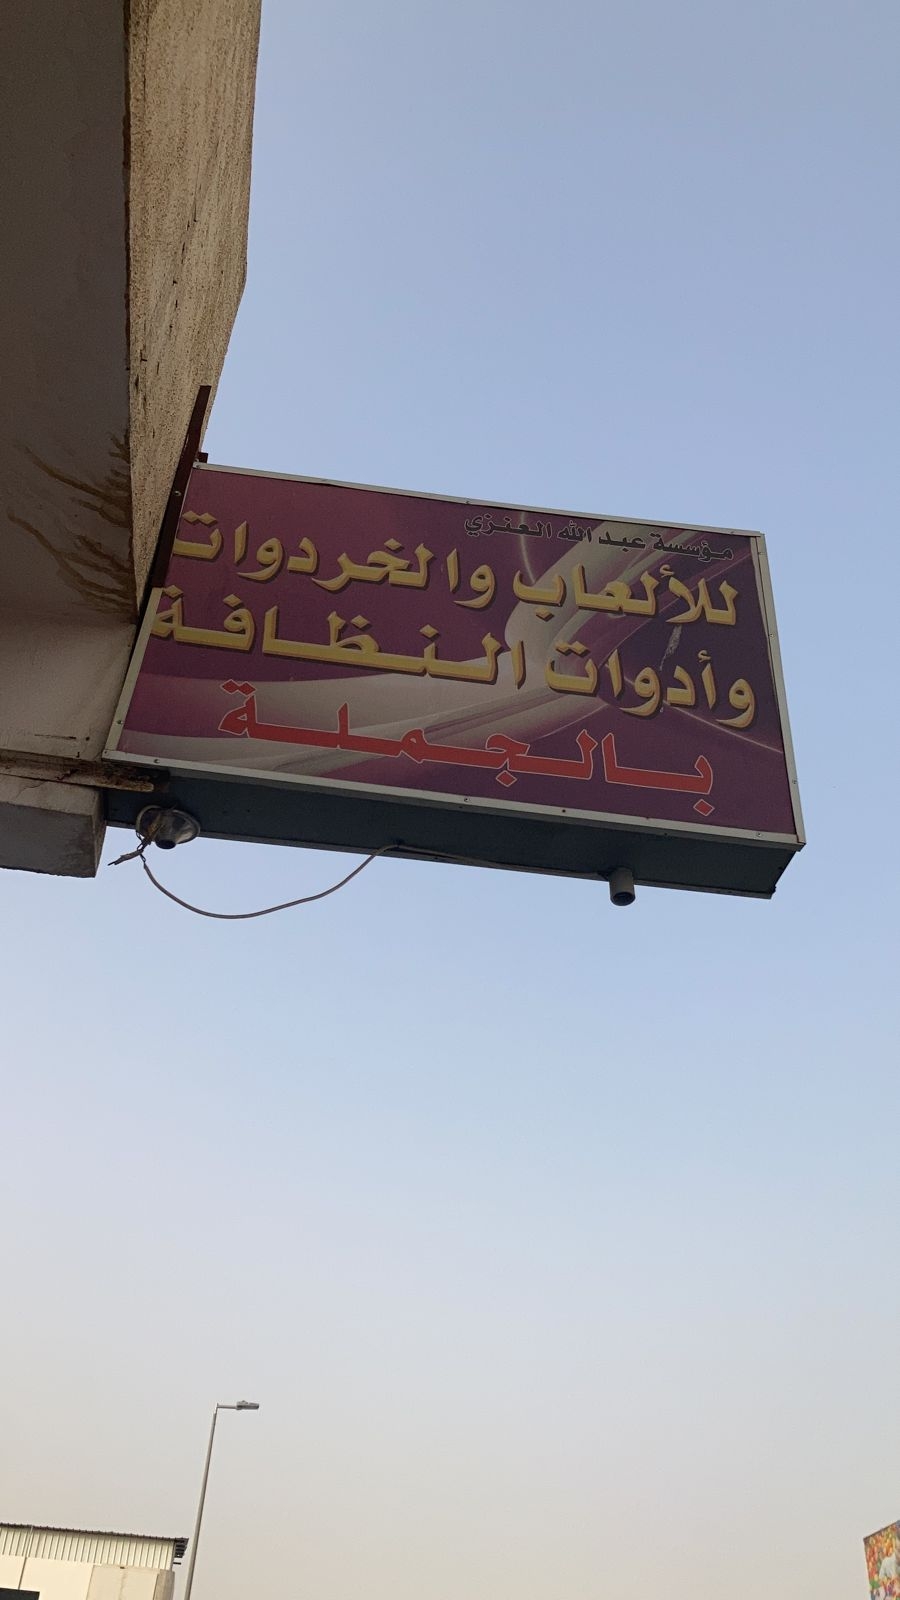 مؤسسة عبد الله العنزي
للألعاب والخردوات
وأدوات النظافة
بالجملة